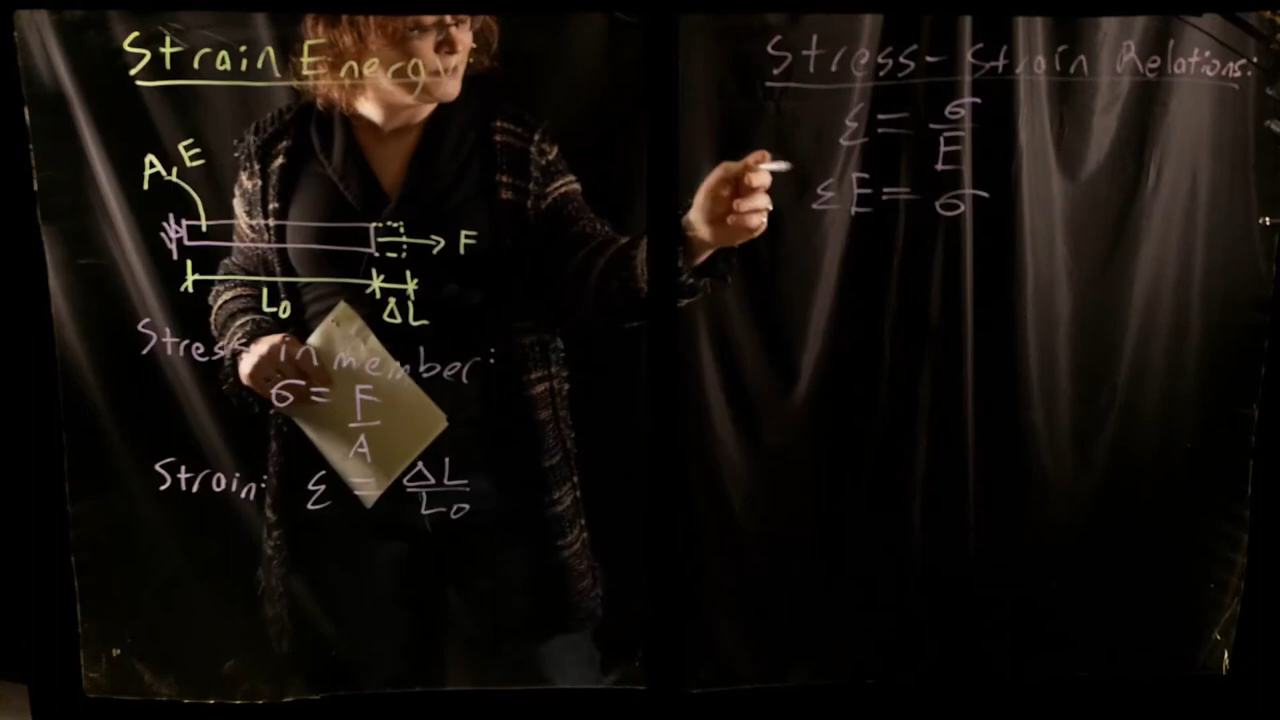 Strain Energy:
A, E
F
L₀
ΔL
Stress in member:
σ = F/A
Strain: ε = ΔL/L₀
Stress-Strain Relations:
ε = σ/E
εE = σ